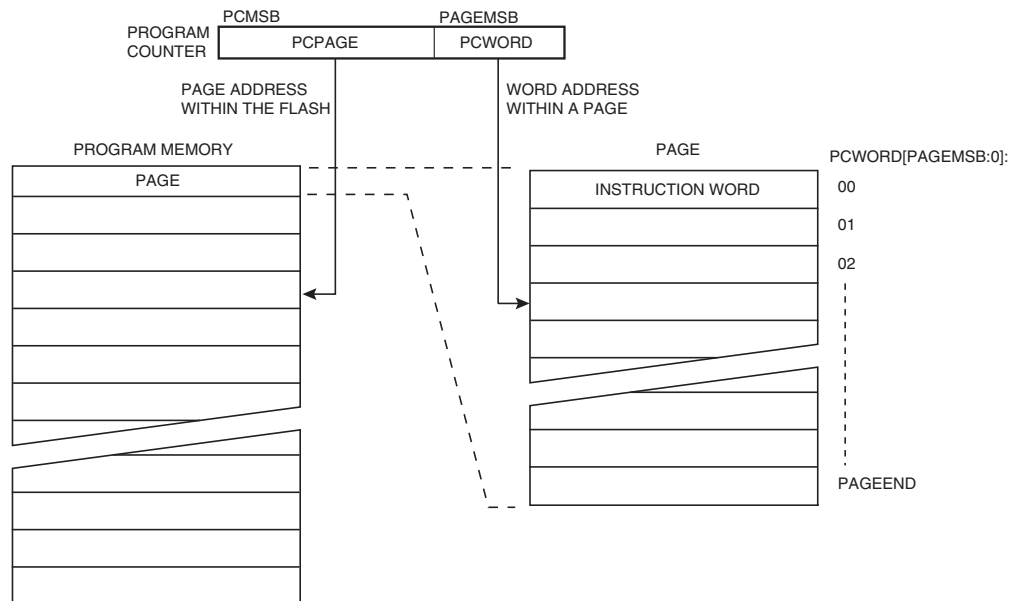 PCMSB
PAGEMSB
PROGRAM
COUNTER
PCPAGE
PCWORD
PAGE ADDRESS
WITHIN THE FLASH
WORD ADDRESS
WITHIN A PAGE
PROGRAM MEMORY
PAGE
PAGE
PCWORD[PAGEMSB:0]:
INSTRUCTION WORD
00
01
02
PAGEEND